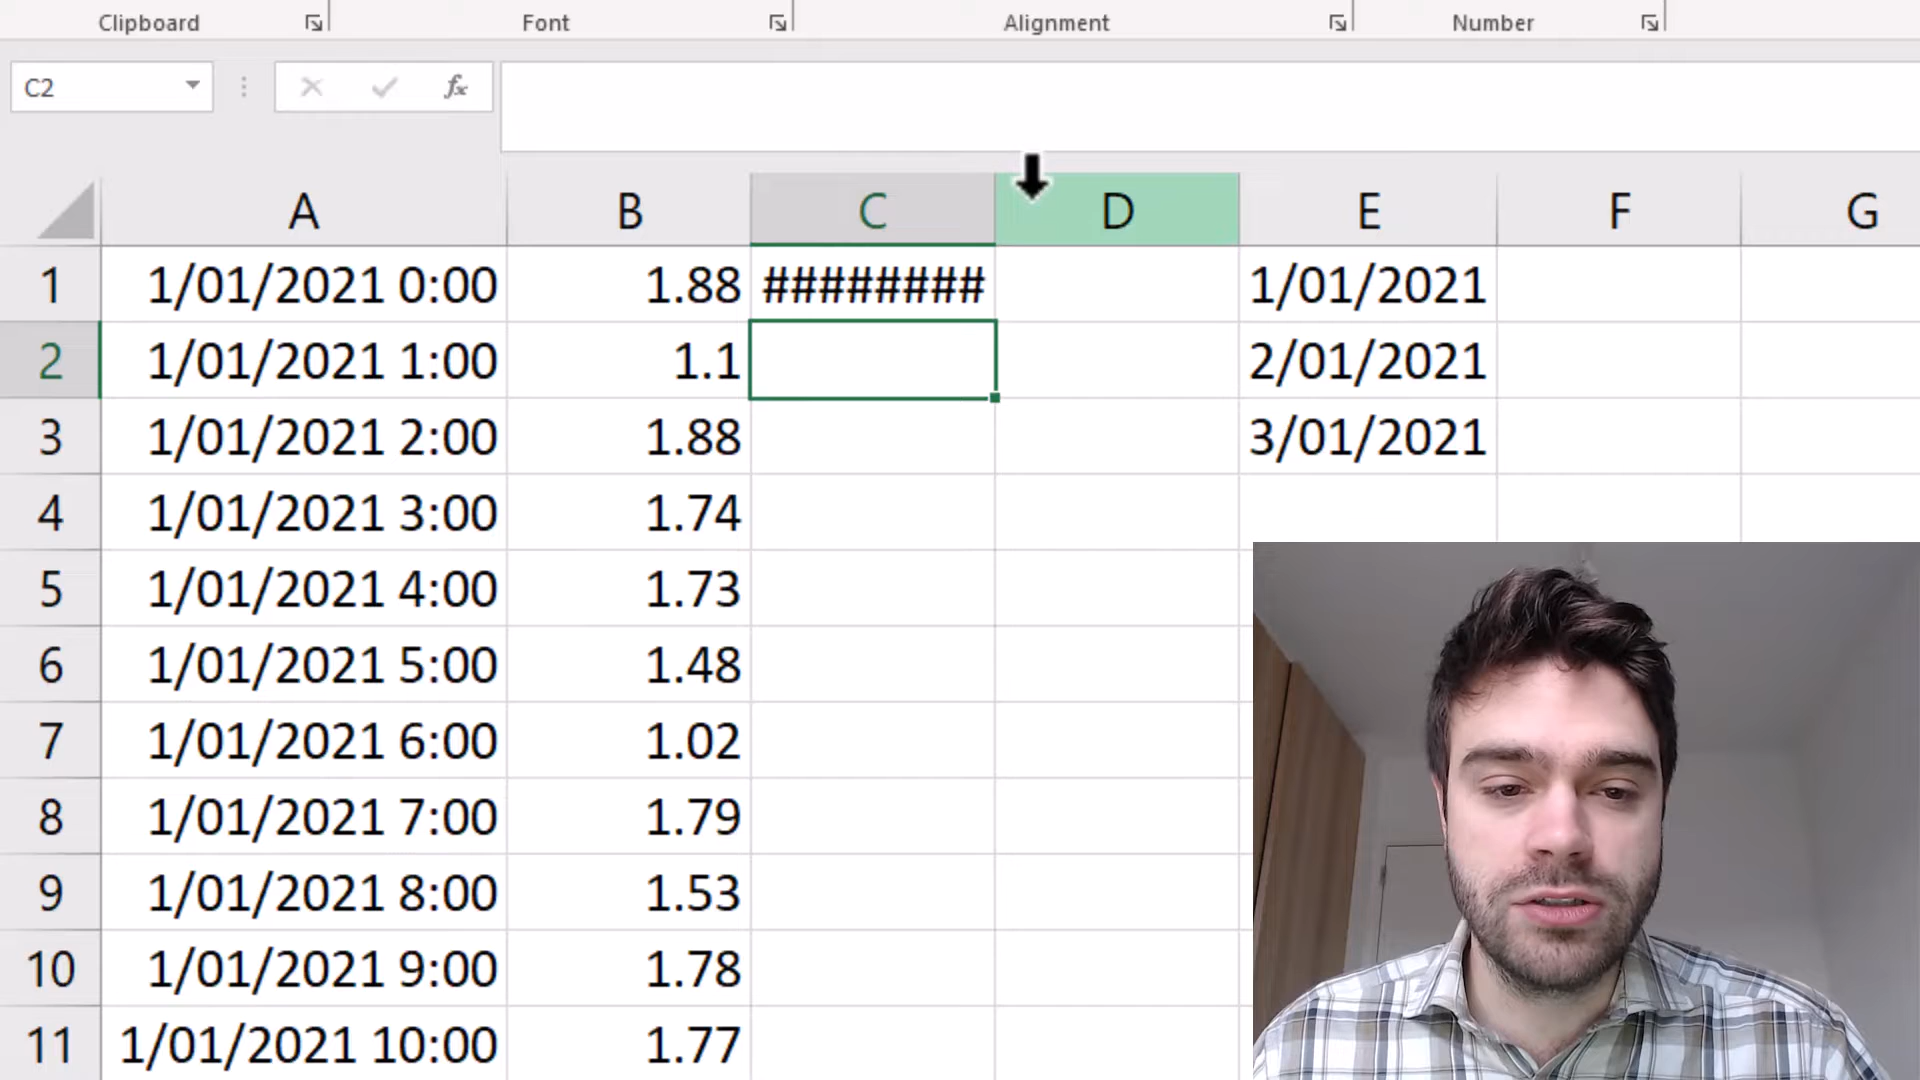 Clipboard Font Alignment Number
C2 fx
A B C D E F G
1 1/01/2021 0:00 1.88 ######## 1/01/2021
2 1/01/2021 1:00 1.1 2/01/2021
3 1/01/2021 2:00 1.88 3/01/2021
4 1/01/2021 3:00 1.74
5 1/01/2021 4:00 1.73
6 1/01/2021 5:00 1.48
7 1/01/2021 6:00 1.02
8 1/01/2021 7:00 1.79
9 1/01/2021 8:00 1.53
10 1/01/2021 9:00 1.78
11 1/01/2021 10:00 1.77